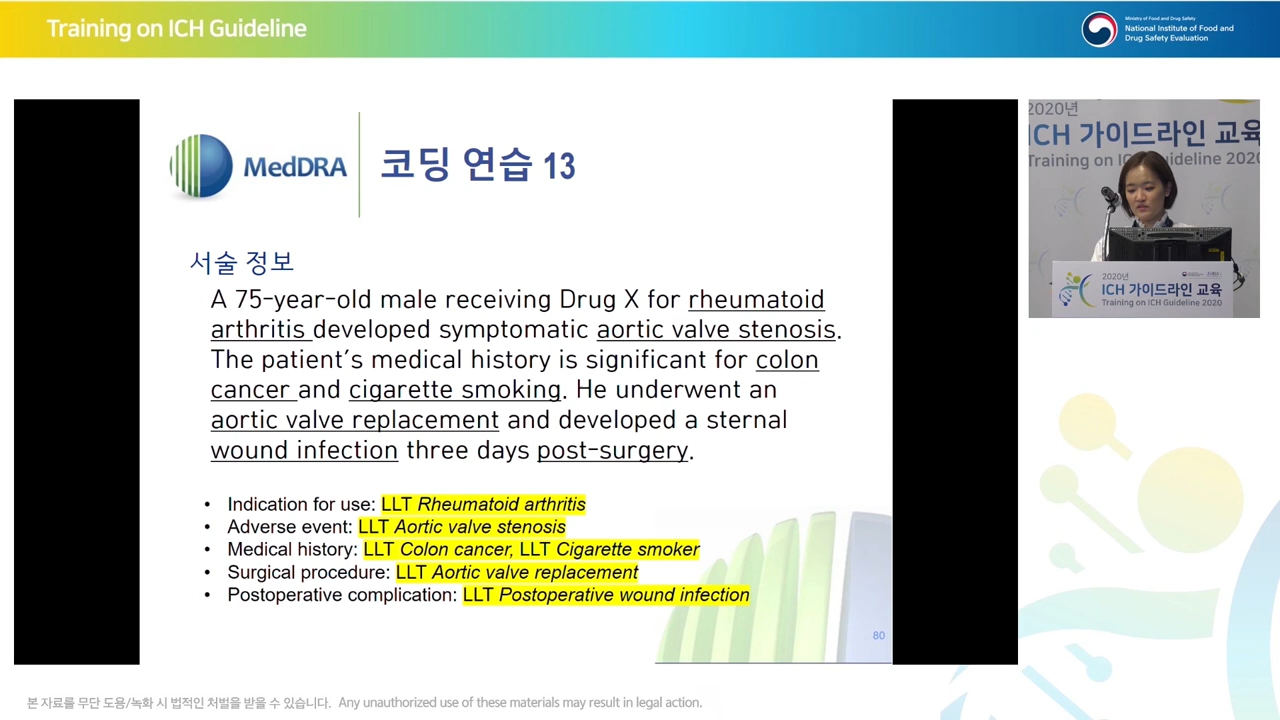 Training on ICH Guideline
Ministry of Food and Drug Safety
National Institute of Food and
Drug Safety Evaluation
MedDRA
코딩 연습 13
서술 정보
A 75-year-old male receiving Drug X for rheumatoid
arthritis developed symptomatic aortic valve stenosis.
The patient's medical history is significant for colon
cancer and cigarette smoking. He underwent an
aortic valve replacement and developed a sternal
wound infection three days post-surgery.
• Indication for use: LLT Rheumatoid arthritis
• Adverse event: LLT Aortic valve stenosis
• Medical history: LLT Colon cancer, LLT Cigarette smoker
• Surgical procedure: LLT Aortic valve replacement
• Postoperative complication: LLT Postoperative wound infection
80
2020년
ICH 가이드라인 교육
Training on ICH Guideline 2020
2020년
ICH 가이드라인 교육
Training on ICH Guideline 2020
본 자료를 무단 도용/녹화 시 법적인 처벌을 받을 수 있습니다. Any unauthorized use of these materials may result in legal action.